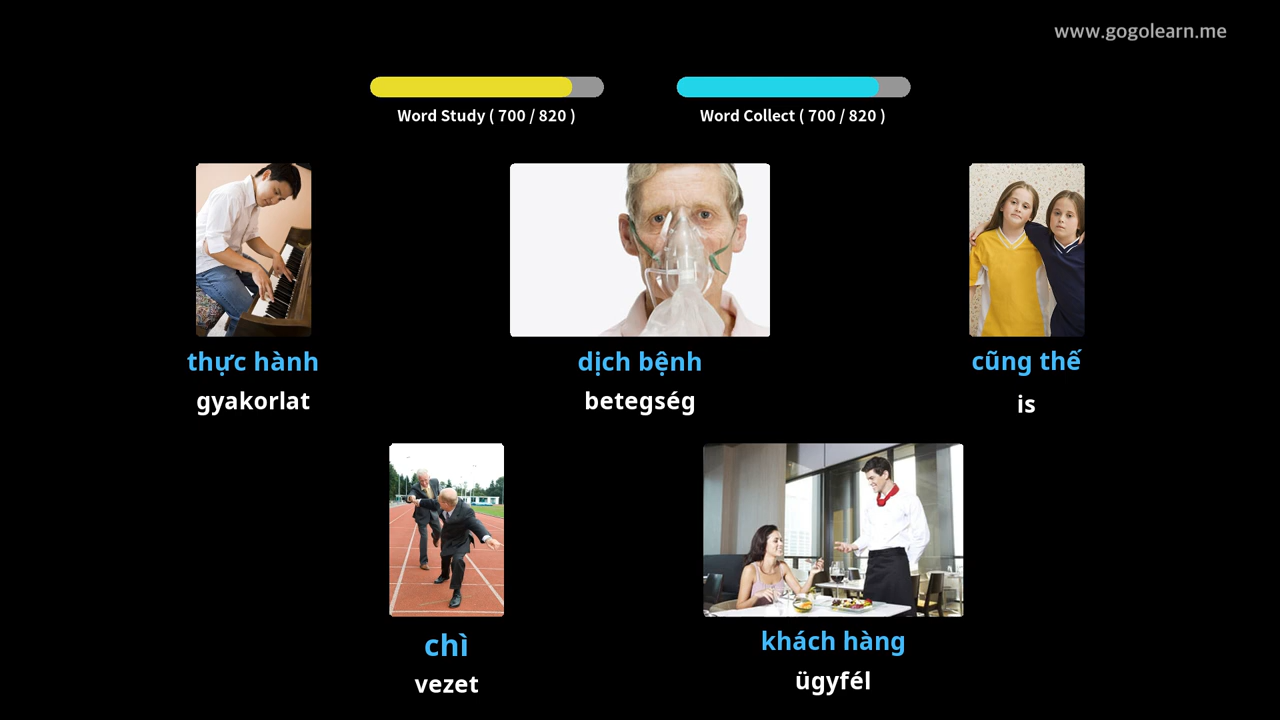 www.gogolearn.me
Word Study ( 700 / 820 )
Word Collect ( 700 / 820 )
thực hành
gyakorlat
dịch bệnh
betegség
cũng thế
is
chì
vezet
khách hàng
ügyfél